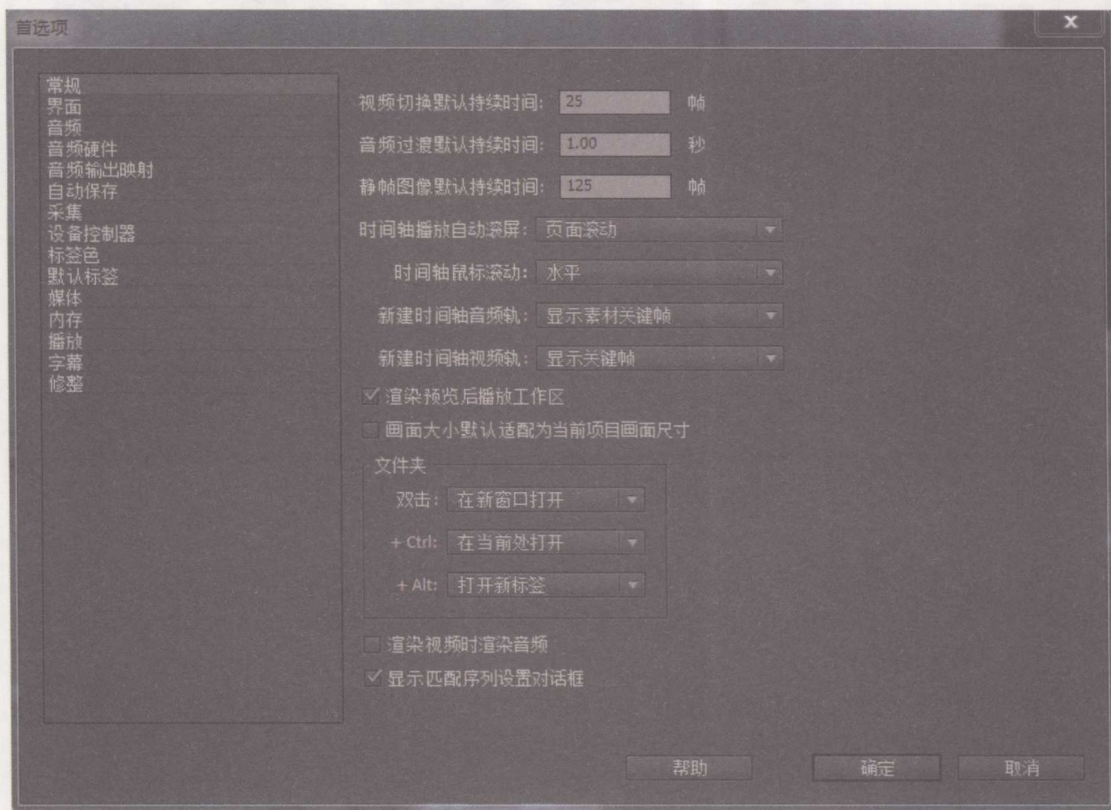 首选项
常规
界面
音频
音频硬件
音频输出映射
自动保存
采集
设备控制器
标签色
默认标签
媒体
内存
播放
字幕
修整
视频切换默认持续时间: 25 帧
音频过渡默认持续时间: 1.00 秒
静帧图像默认持续时间: 125 帧
时间轴播放自动滚屏: 页面滚动
时间轴鼠标滚动: 水平
新建时间轴音频轨: 显示素材关键帧
新建时间轴视频轨: 显示关键帧
渲染预览后播放工作区
画面大小默认适配为当前项目画面尺寸
文件夹
双击: 在新窗口打开
+ Ctrl: 在当前处打开
+ Alt: 打开新标签
渲染视频时渲染音频
显示匹配序列设置对话框
帮助 确定 取消